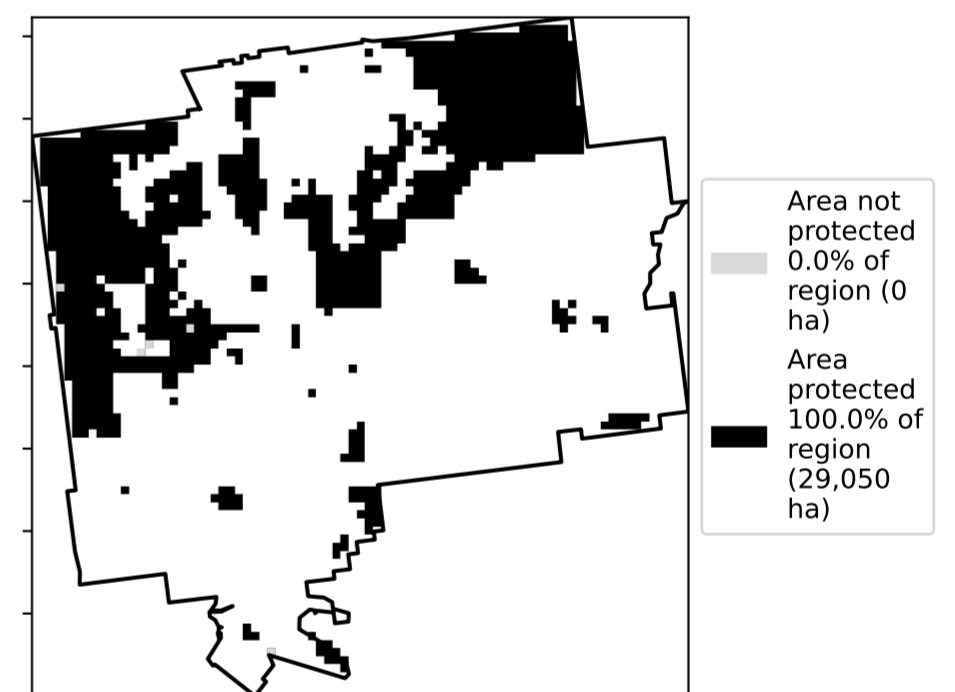 Area not
protected
0.0% of
region (0
ha)
Area
protected
100.0% of
region
(29,050
ha)